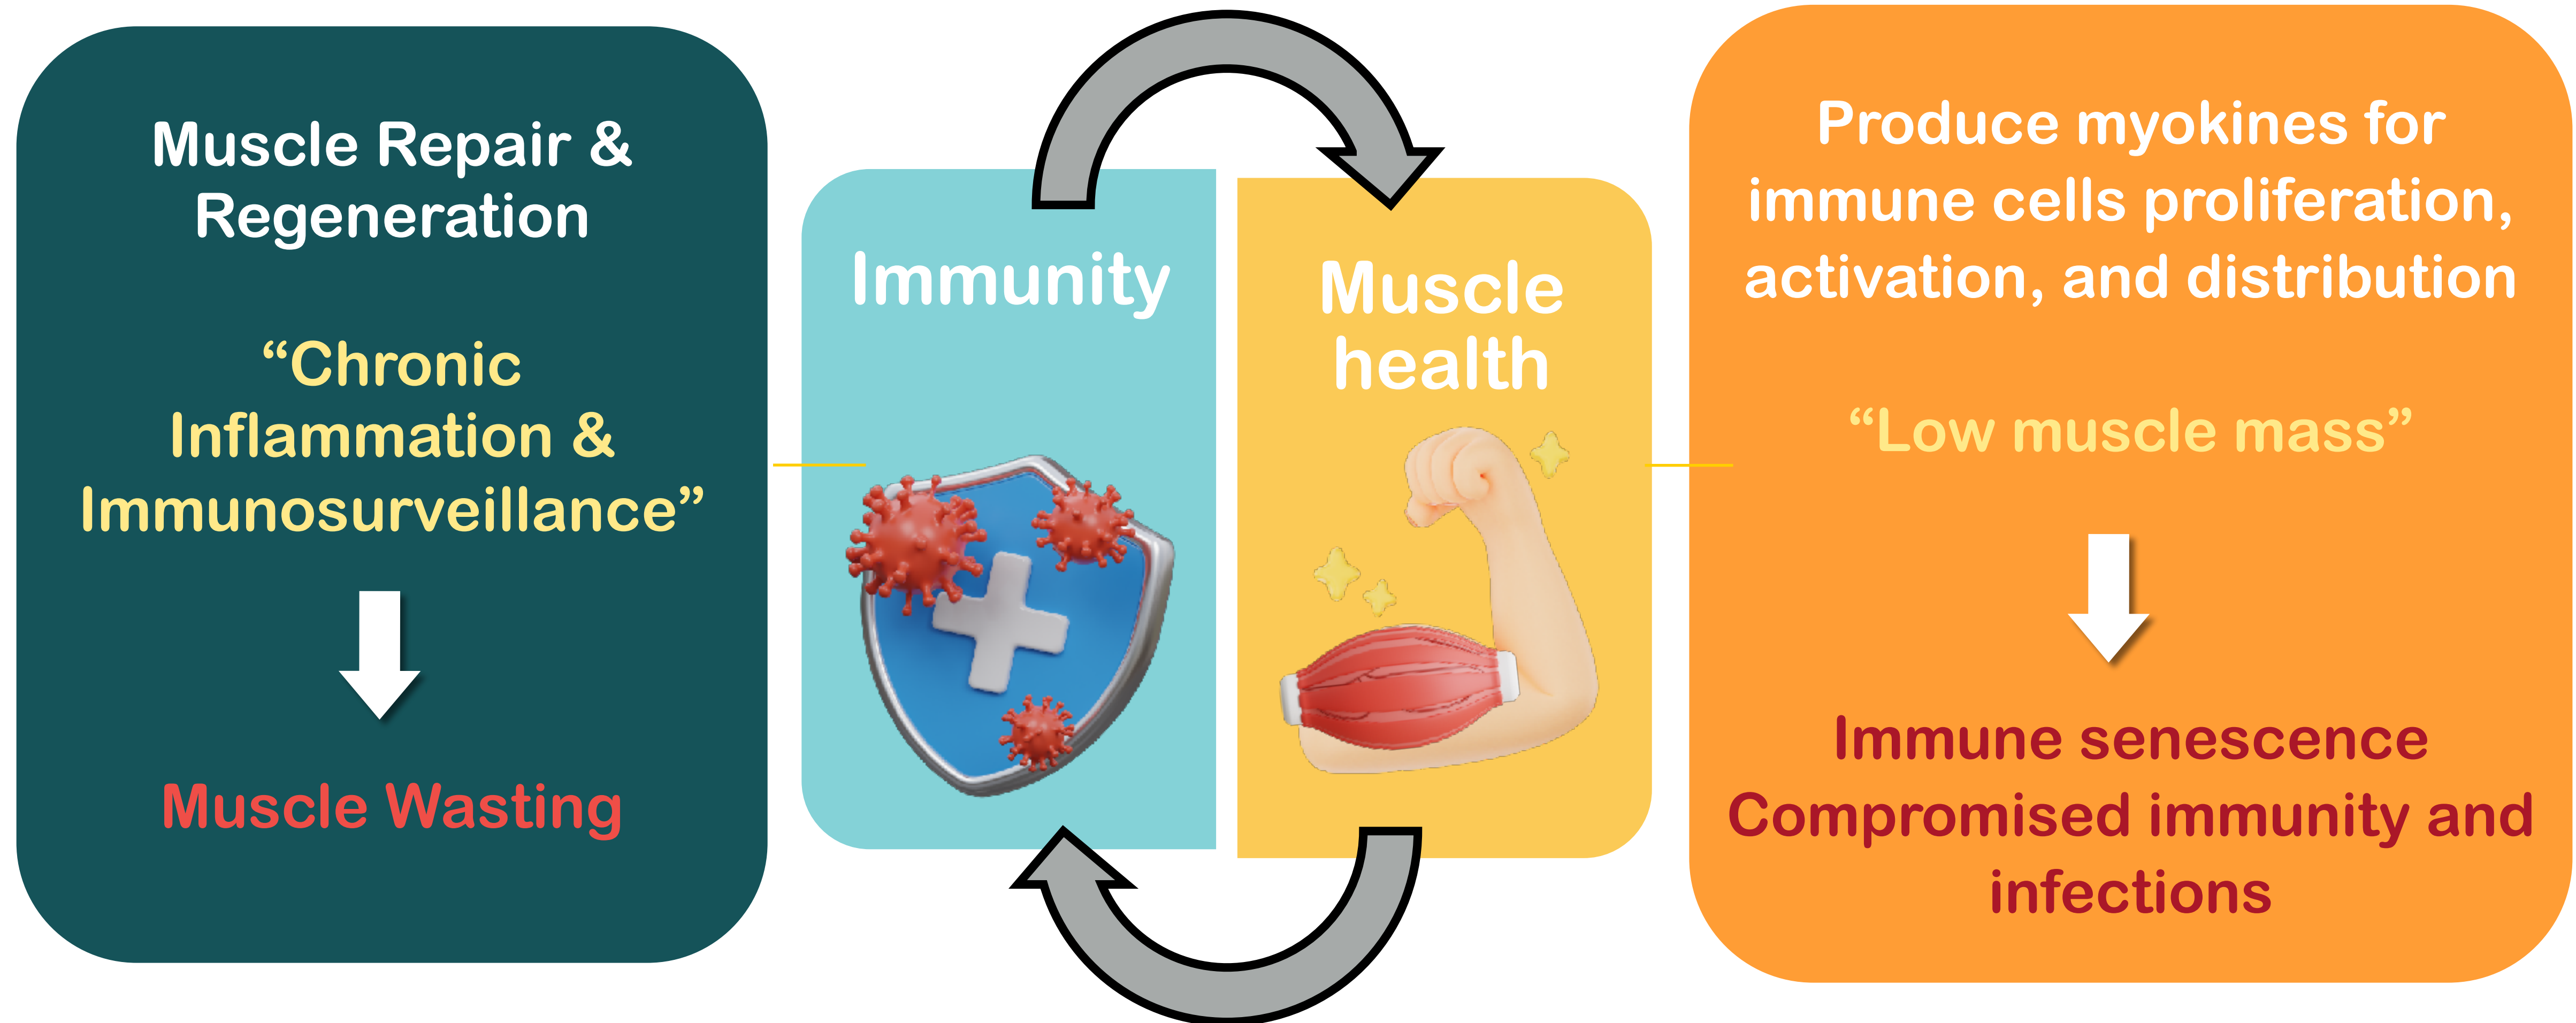 Muscle Repair &
Regeneration
“Chronic
Inflammation &
Immunosurveillance”
Muscle Wasting
Immunity
Muscle
health
Produce myokines for
immune cells proliferation,
activation, and distribution
“Low muscle mass”
Immune senescence
Compromised immunity and
infections